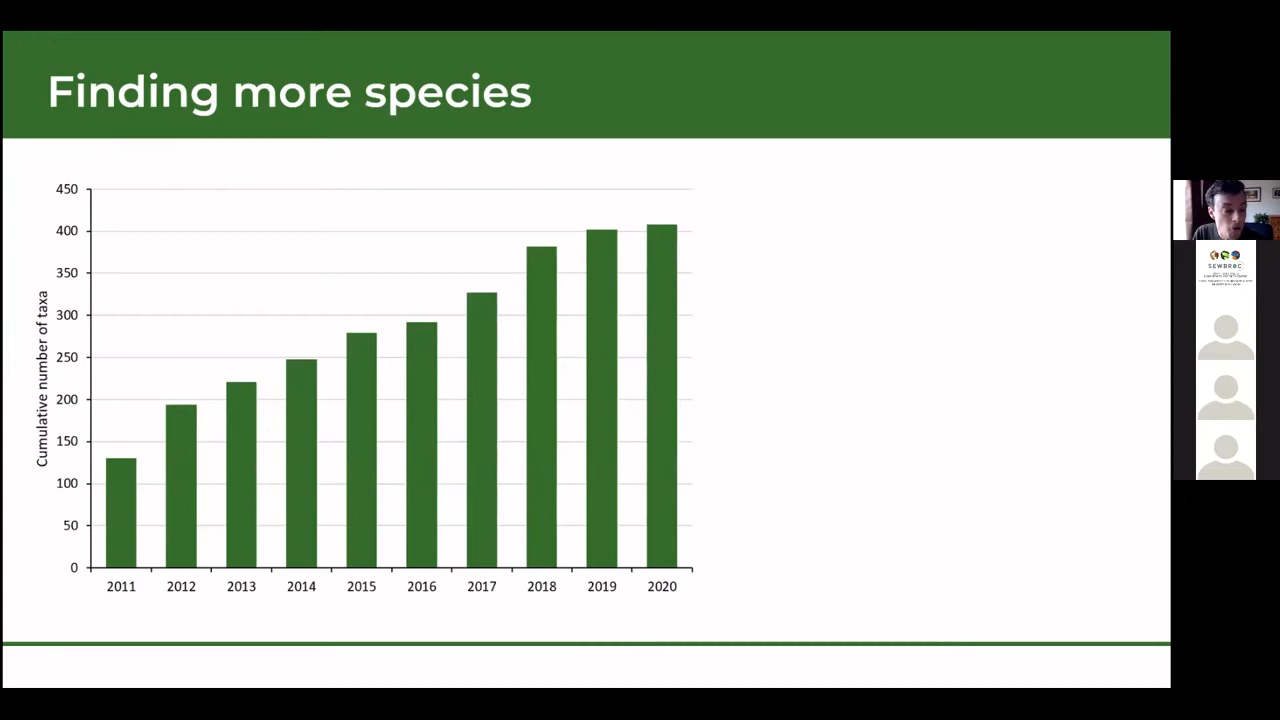 Finding more species
450
400
350
300
250
200
150
100
50
0
Cumulative number of taxa
2011 2012 2013 2014 2015 2016 2017 2018 2019 2020
SEWBReC